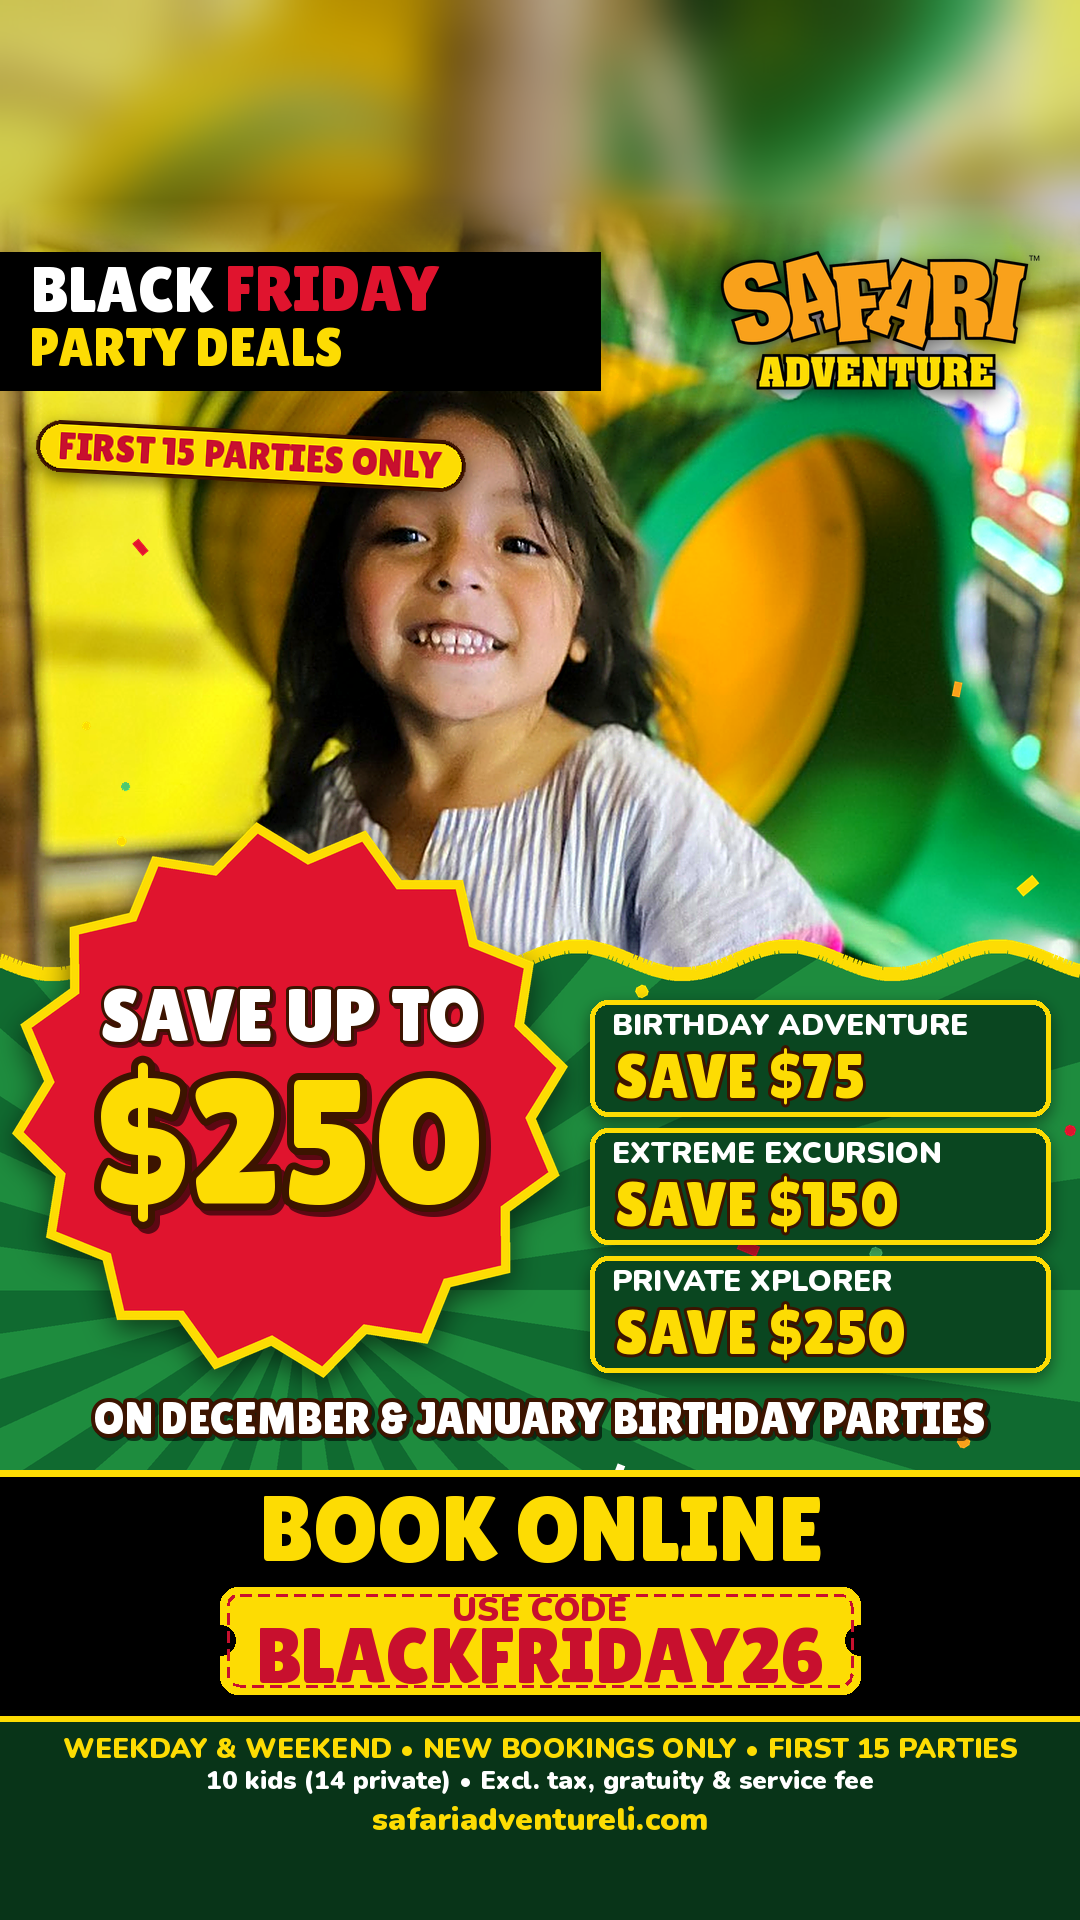 BLACK FRIDAY
PARTY DEALS
SAFARI™
ADVENTURE
FIRST 15 PARTIES ONLY
SAVE UP TO
$250
BIRTHDAY ADVENTURE
SAVE $75
EXTREME EXCURSION
SAVE $150
PRIVATE XPLORER
SAVE $250
ON DECEMBER & JANUARY BIRTHDAY PARTIES
BOOK ONLINE
USE CODE
BLACKFRIDAY26
WEEKDAY & WEEKEND • NEW BOOKINGS ONLY • FIRST 15 PARTIES
10 kids (14 private) • Excl. tax, gratuity & service fee
safariadventureli.com